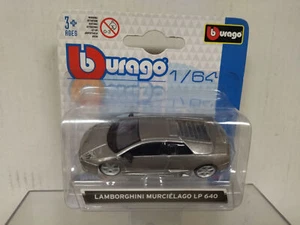 3+
AGES
Burago
burago
1/64
LAMBORGHINI MURCIÉLAGO LP 640